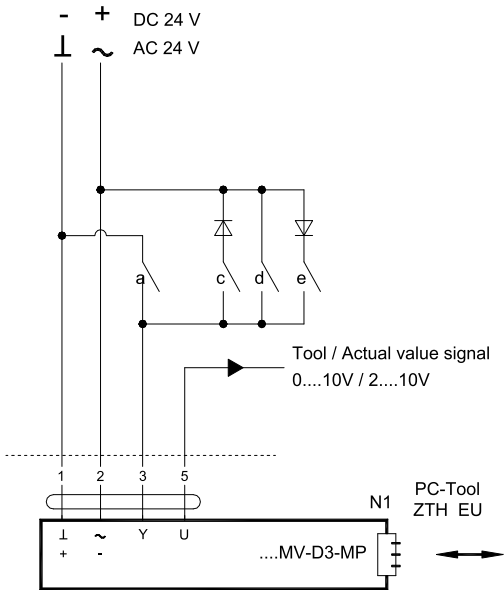 - + DC 24 V
⊥ ~ AC 24 V
a c d e
Tool / Actual value signal
0....10V / 2....10V
1 2 3 5
N1
PC-Tool
ZTH EU
⊥ ~ Y U
+ -
....MV-D3-MP